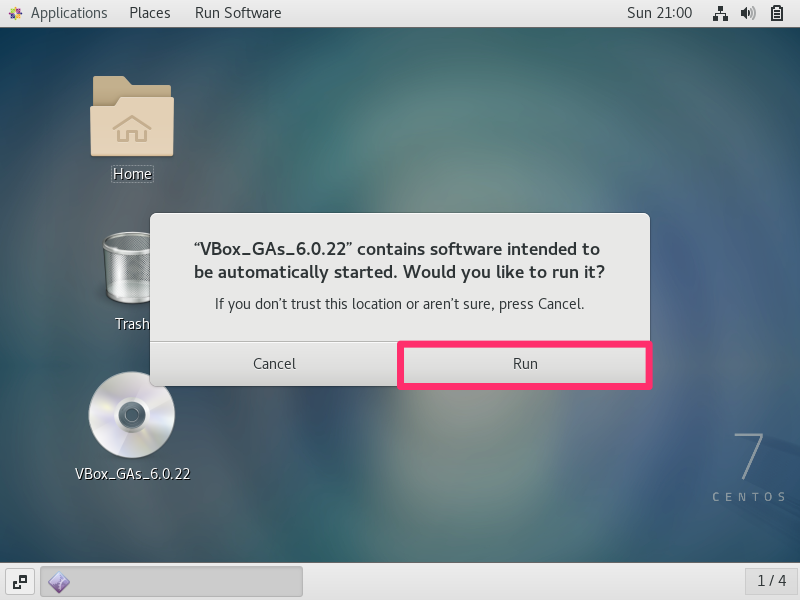 Applications Places Run Software Sun 21:00
Home
“VBox_GAs_6.0.22” contains software intended to
be automatically started. Would you like to run it?
If you don’t trust this location or aren’t sure, press Cancel.
Trash
Cancel Run
VBox_GAs_6.0.22
7
CENTOS
1 / 4